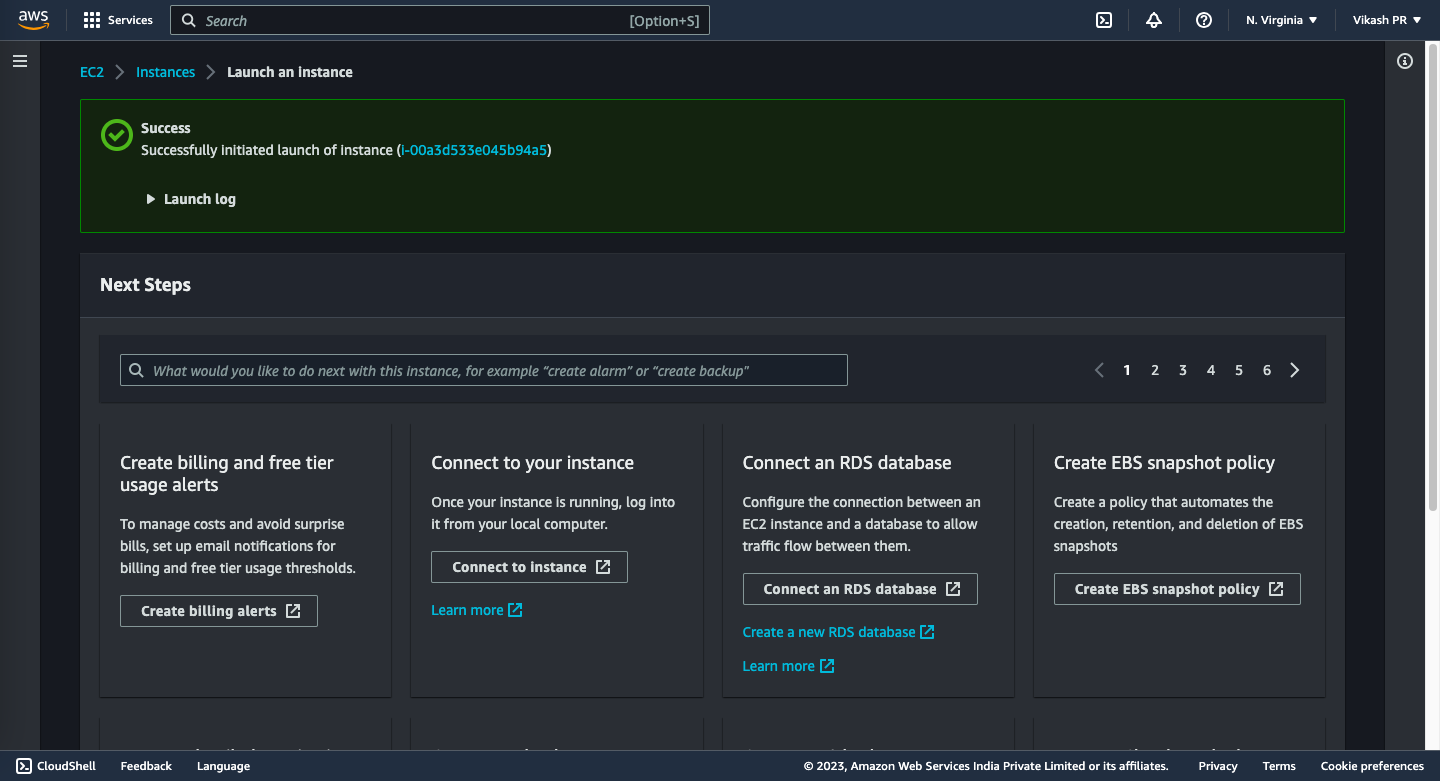 aws
Services
Search
[Option+S]
N. Virginia
Vikash PR
EC2
Instances
Launch an instance
Success
Successfully initiated launch of instance (i-00a3d533e045b94a5)
Launch log
Next Steps
What would you like to do next with this instance, for example “create alarm” or “create backup”
1 2 3 4 5 6
Create billing and free tier
usage alerts
To manage costs and avoid surprise
bills, set up email notifications for
billing and free tier usage thresholds.
Create billing alerts
Connect to your instance
Once your instance is running, log into
it from your local computer.
Connect to instance
Learn more
Connect an RDS database
Configure the connection between an
EC2 instance and a database to allow
traffic flow between them.
Connect an RDS database
Create a new RDS database
Learn more
Create EBS snapshot policy
Create a policy that automates the
creation, retention, and deletion of EBS
snapshots
Create EBS snapshot policy
CloudShell
Feedback
Language
© 2023, Amazon Web Services India Private Limited or its affiliates.
Privacy
Terms
Cookie preferences